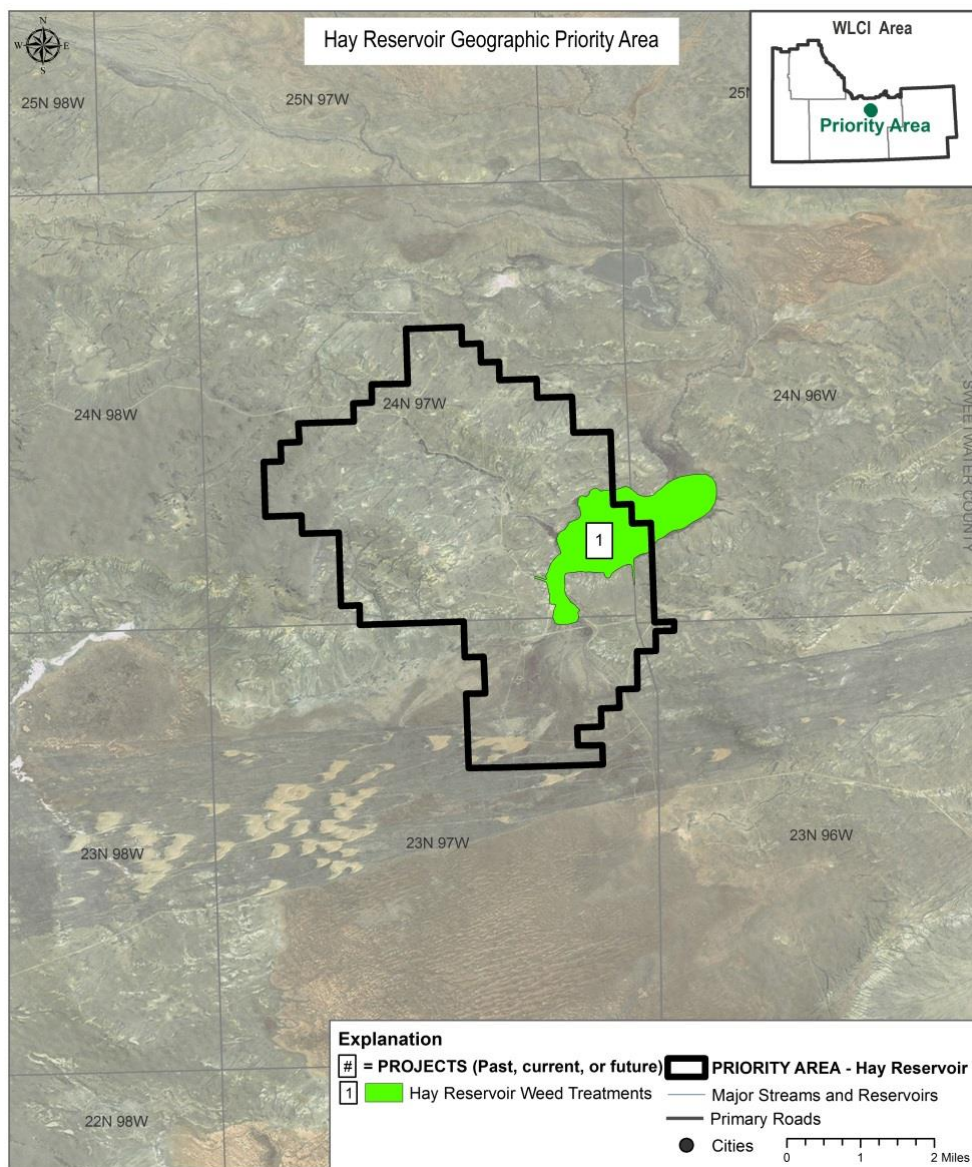 N
W E
S
Hay Reservoir Geographic Priority Area
WLCI Area
Priority Area
25N 98W
25N 97W
25N
24N 98W
24N 97W
24N 96W
SWEETWATER COUNTY
1
23N 98W
23N 97W
23N 96W
22N 98W
Explanation
# = PROJECTS (Past, current, or future)
1 Hay Reservoir Weed Treatments
PRIORITY AREA - Hay Reservoir
Major Streams and Reservoirs
Primary Roads
Cities
0 1 2 Miles